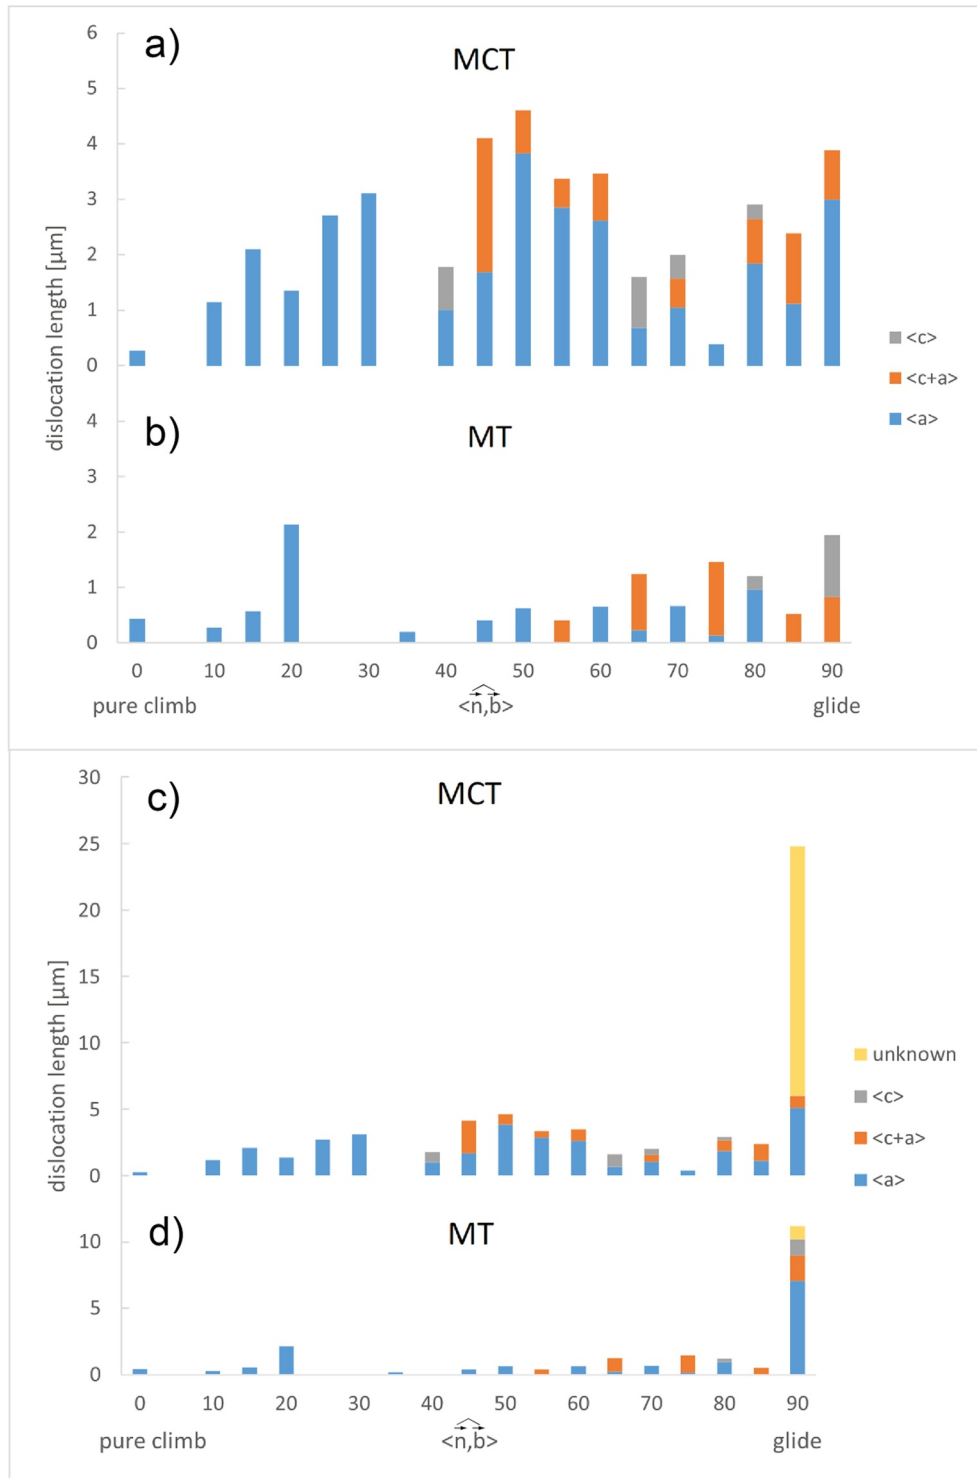 a)
MCT
6
5
4
3
2
1
0
dislocation length [µm]
<c>
<c+a>
<a>
b)
MT
4
3
2
1
0
0 10 20 30 40 50 60 70 80 90
pure climb <n,b> glide
c)
MCT
30
25
20
15
10
5
0
dislocation length [µm]
unknown
<c>
<c+a>
<a>
d)
MT
10
5
0
0 10 20 30 40 50 60 70 80 90
pure climb <n,b> glide